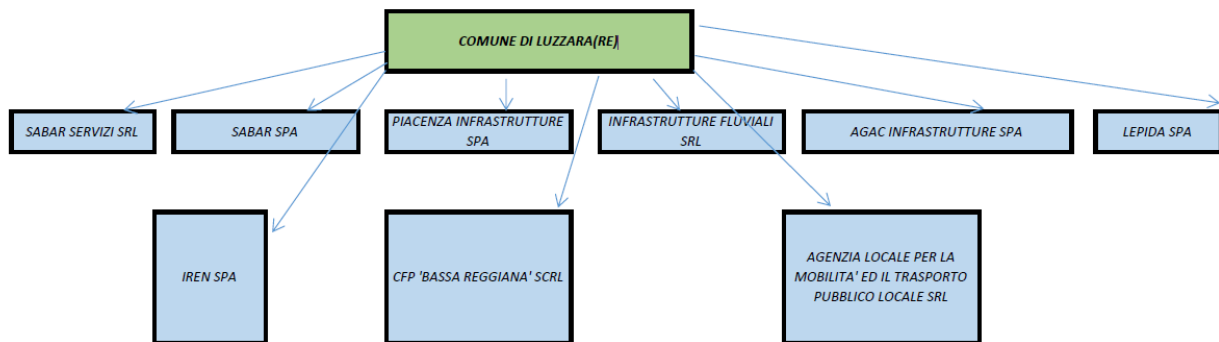 COMUNE DI LUZZARA(RE)
SABAR SERVIZI SRL
SABAR SPA
PIACENZA INFRASTRUTTURE
SPA
INFRASTRUTTURE FLUVIALI
SRL
AGAC INFRASTRUTTURE SPA
LEPIDA SPA
IREN SPA
CFP 'BASSA REGGIANA' SCRL
AGENZIA LOCALE PER LA
MOBILITA' ED IL TRASPORTO
PUBBLICO LOCALE SRL